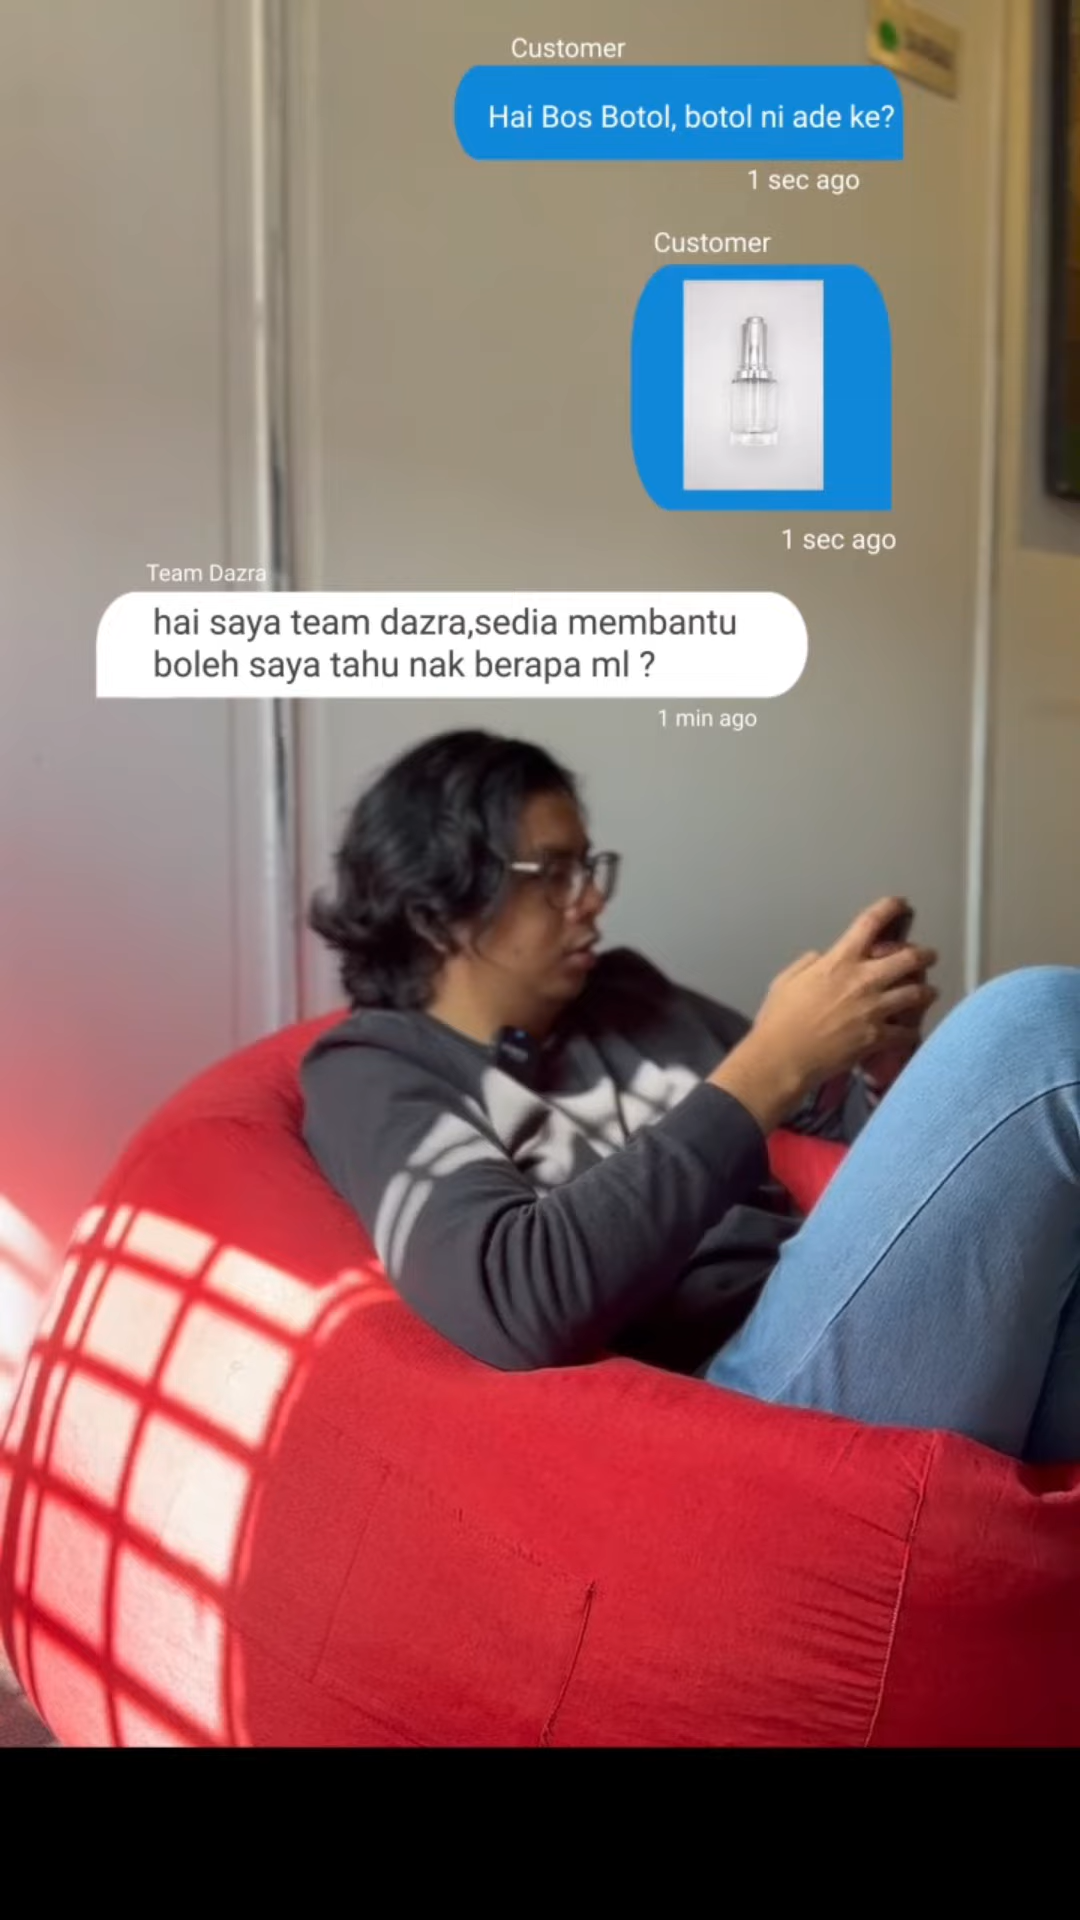 Customer
Hai Bos Botol, botol ni ade ke?
1 sec ago
Customer
1 sec ago
Team Dazra
hai saya team dazra,sedia membantu
boleh saya tahu nak berapa ml ?
1 min ago